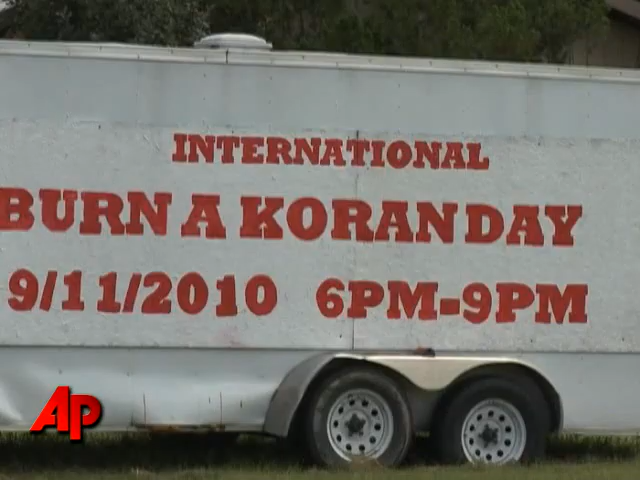 INTERNATIONAL
BURN A KORAN DAY
9/11/2010 6PM-9PM
AP